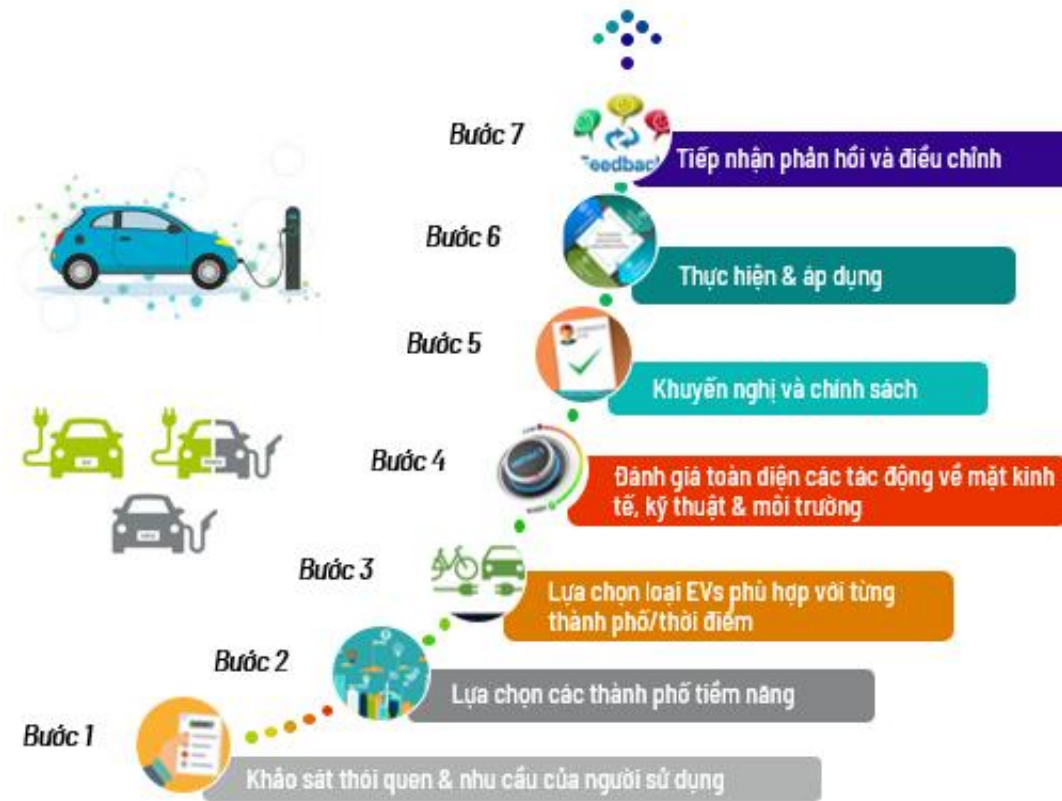 Bước 7
Feedback
Tiếp nhận phản hồi và điều chỉnh
Bước 6
Thực hiện & áp dụng
Bước 5
Khuyến nghị và chính sách
Bước 4
Đánh giá toàn diện các tác động về mặt kinh
tế, kỹ thuật & môi trường
Bước 3
Lựa chọn loại EVs phù hợp với từng
thành phố/thời điểm
Bước 2
Lựa chọn các thành phố tiềm năng
Bước 1
Khảo sát thói quen & nhu cầu của người sử dụng